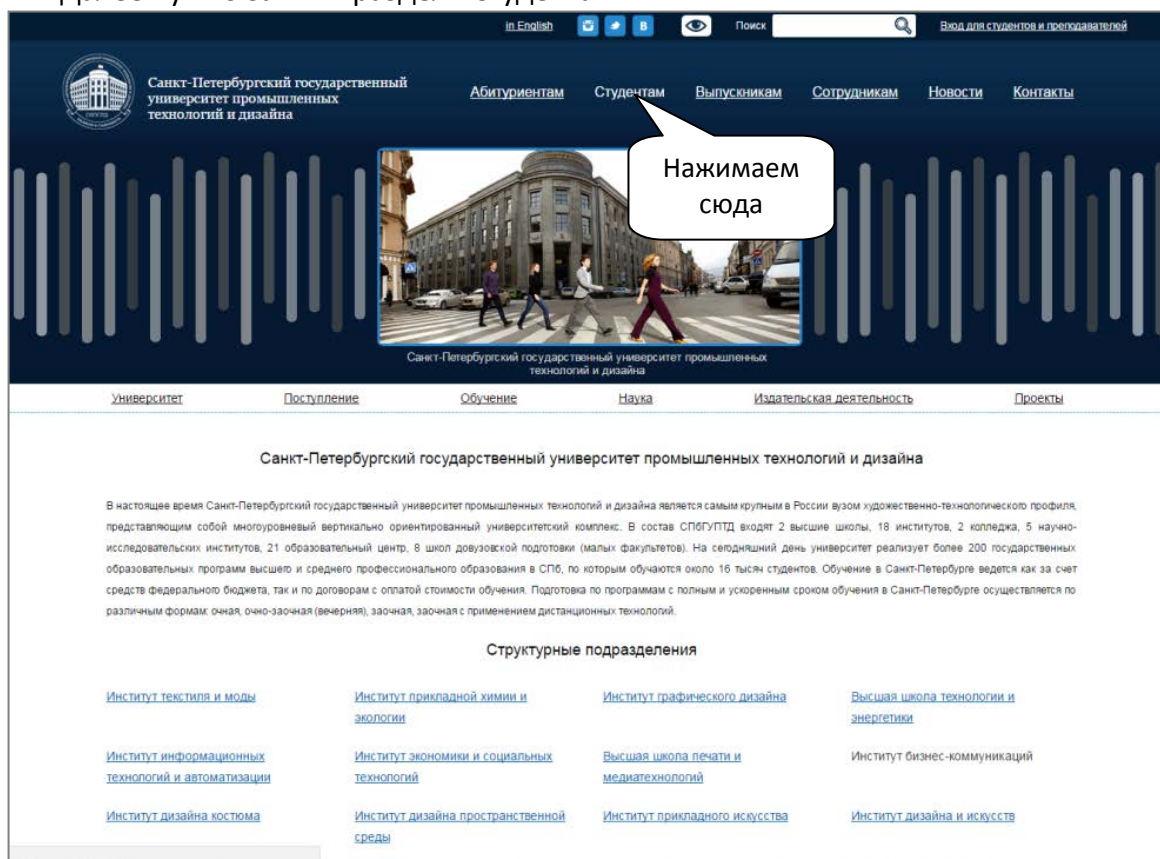 in English
Поиск
Вход для студентов и преподавателей
Санкт-Петербургский государственный
университет промышленных
технологий и дизайна
Абитуриентам Студентам Выпускникам Сотрудникам Новости Контакты
Нажимаем
сюда
Санкт-Петербургский государственный университет промышленных
технологий и дизайна
Университет Поступление Обучение Наука Издательская деятельность Проекты
Санкт-Петербургский государственный университет промышленных технологий и дизайна
В настоящее время Санкт-Петербургский государственный университет промышленных технологий и дизайна является самым крупным в России вузом художественно-технологического профиля,
представляющим собой многоуровневый вертикально ориентированный университетский комплекс. В состав СПбГУПТД входят 2 высшие школы, 18 институтов, 2 колледжа, 5 научно-
исследовательских институтов, 21 образовательный центр, 8 школ довузовской подготовки (малых факультетов). На сегодняшний день университет реализует более 200 государственных
образовательных программ высшего и среднего профессионального образования в СПб, по которым обучаются около 16 тысяч студентов. Обучение в Санкт-Петербурге ведется как за счет
средств федерального бюджета, так и по договорам с оплатой стоимости обучения. Подготовка по программам с полным и ускоренным сроком обучения в Санкт-Петербурге осуществляется по
различным формам: очная, очно-заочная (вечерняя), заочная, заочная с применением дистанционных технологий.
Структурные подразделения
Институт текстиля и моды
Институт прикладной химии и
экологии
Институт графического дизайна
Высшая школа технологии и
энергетики
Институт информационных
технологий и автоматизации
Институт экономики и социальных
технологий
Высшая школа печати и
медиатехнологий
Институт бизнес-коммуникаций
Институт дизайна костюма
Институт дизайна пространственной
среды
Институт прикладного искусства
Институт дизайна и искусств